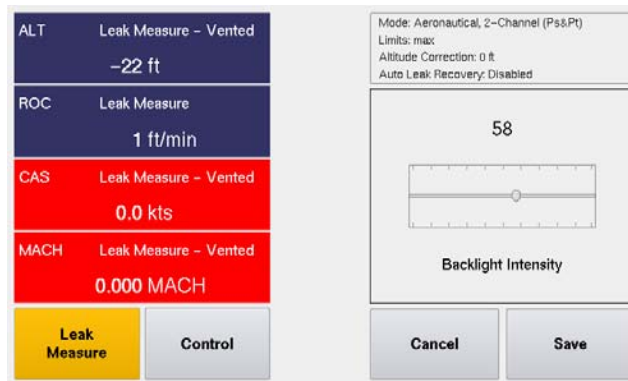 ALT Leak Measure - Vented
-22 ft
ROC Leak Measure
1 ft/min
CAS Leak Measure - Vented
0.0 kts
MACH Leak Measure - Vented
0.000 MACH
Leak
Measure
Control
Mode: Aeronautical, 2-Channel (Ps&Pt)
Limits: max
Altitude Correction: 0 ft
Auto Leak Recovery: Disabled
58
Backlight Intensity
Cancel
Save